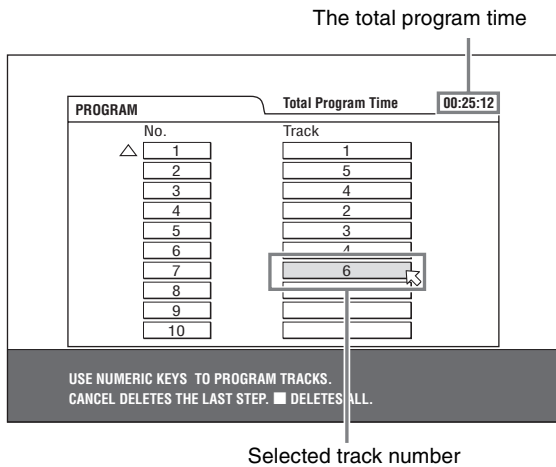 The total program time
PROGRAM
Total Program Time 00:25:12
No. Track
1 1
2 5
3 4
4 2
5 3
6 4
7 6
8
9
10
USE NUMERIC KEYS TO PROGRAM TRACKS.
CANCEL DELETES THE LAST STEP. ■ DELETES ALL.
Selected track number